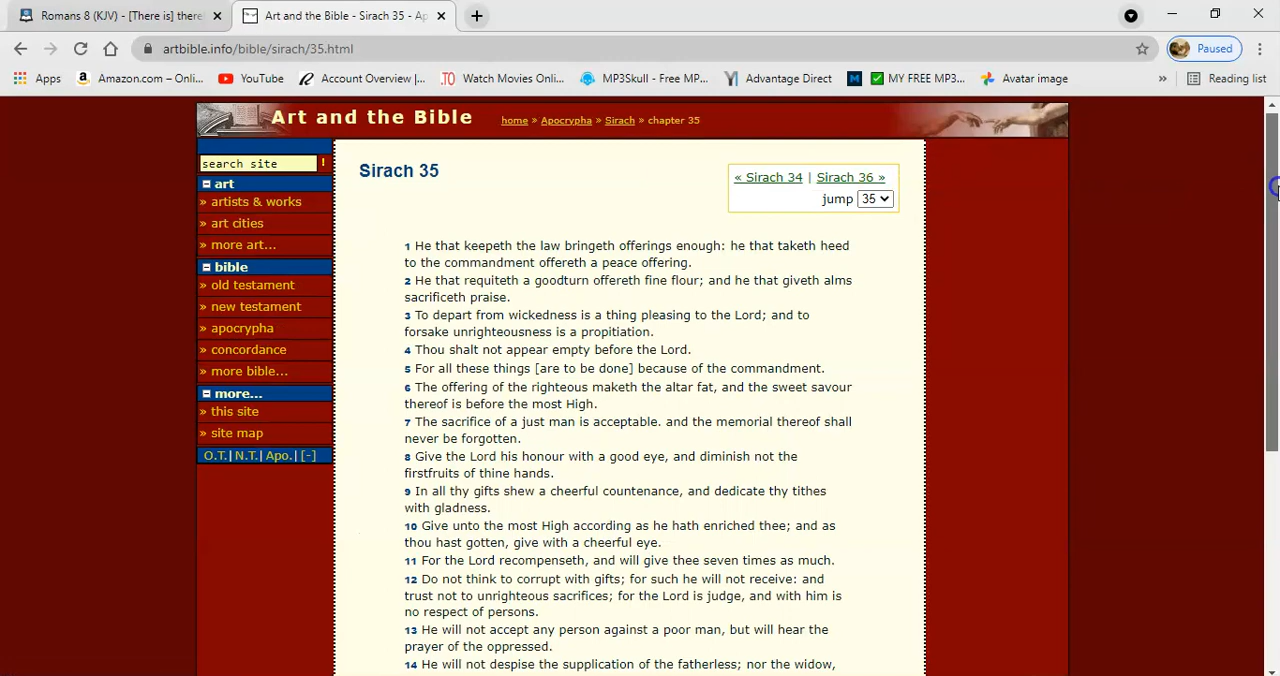 Romans 8 (KJV) - [There is] there
Art and the Bible - Sirach 35 - Ap
artbible.info/bible/sirach/35.html
Paused
Apps
Amazon.com – Onli...
YouTube
Account Overview |...
Watch Movies Onl...
MP3Skull - Free MP...
Advantage Direct
MY FREE MP3...
Avatar image
»
Reading list
Art and the Bible
home » Apocrypha » Sirach » chapter 35
search site !
art
» artists & works
» art cities
» more art...
bible
» old testament
» new testament
» apocrypha
» concordance
» more bible...
more...
» this site
» site map
O.T.| N.T.| Apo. | [-]
Sirach 35
« Sirach 34 | Sirach 36 »
jump 35
1 He that keepeth the law bringeth offerings enough: he that taketh heed
to the commandment offereth a peace offering.
2 He that requiteth a goodturn offereth fine flour; and he that giveth alms
sacrificeth praise.
3 To depart from wickedness is a thing pleasing to the Lord; and to
forsake unrighteousness is a propitiation.
4 Thou shalt not appear empty before the Lord.
5 For all these things [are to be done] because of the commandment.
6 The offering of the righteous maketh the altar fat, and the sweet savour
thereof is before the most High.
7 The sacrifice of a just man is acceptable. and the memorial thereof shall
never be forgotten.
8 Give the Lord his honour with a good eye, and diminish not the
firstfruits of thine hands.
9 In all thy gifts shew a cheerful countenance, and dedicate thy tithes
with gladness.
10 Give unto the most High according as he hath enriched thee; and as
thou hast gotten, give with a cheerful eye.
11 For the Lord recompenseth, and will give thee seven times as much.
12 Do not think to corrupt with gifts; for such he will not receive: and
trust not to unrighteous sacrifices; for the Lord is judge, and with him is
no respect of persons.
13 He will not accept any person against a poor man, but will hear the
prayer of the oppressed.
14 He will not despise the supplication of the fatherless; nor the widow,